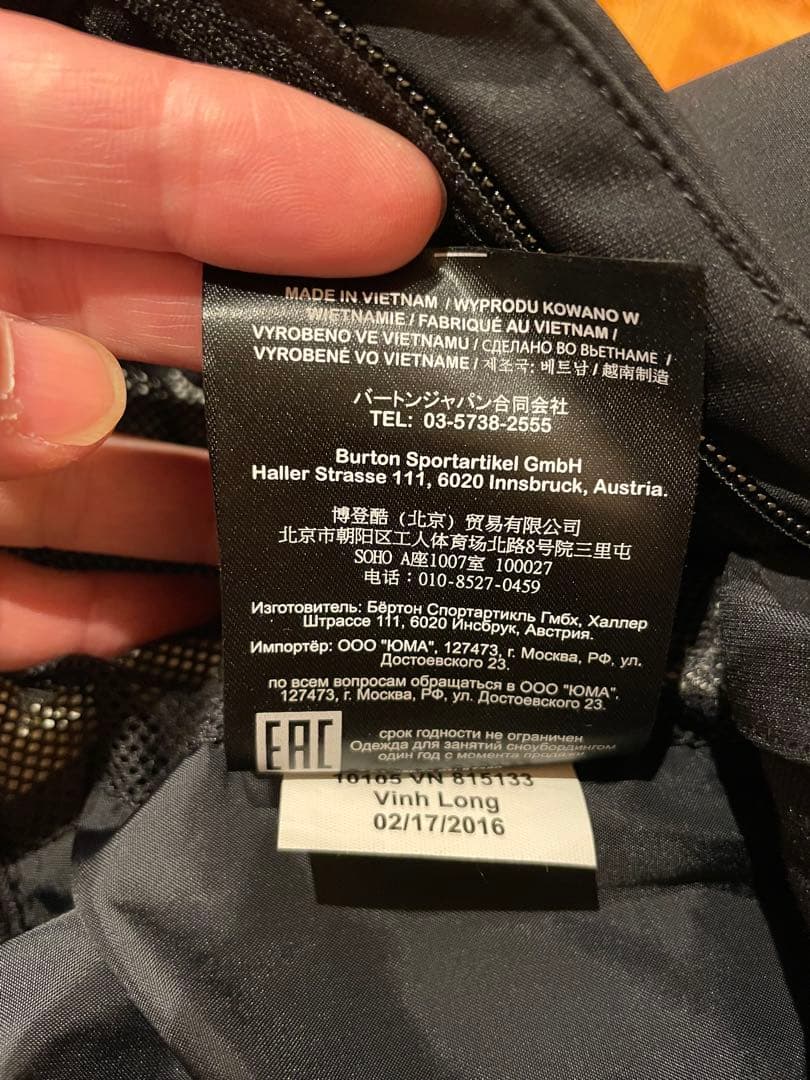 MADE IN VIETNAM / WYPRODU KOWANO W
WIETNAMIE / FABRIQUÉ AU VIETNAM /
VYROBENO VE VIETNAMU / СДЕЛАНО ВО ВЬЕТНАМЕ /
VYROBENÉ VO VIETNAME / 제조국: 베트남 / 越南制造
バートンジャパン合同会社
TEL: 03-5738-2555
Burton Sportartikel GmbH
Haller Strasse 111, 6020 Innsbruck, Austria.
博登酷（北京）贸易有限公司
北京市朝阳区工人体育场北路8号院三里屯
SOHO A座1007室 100027
电话：010-8527-0459
Изготовитель: Бёртон Спортартикль Гмбх, Халлер
Штрассе 111, 6020 Инсбрук, Австрия.
Импортёр: ООО "ЮМА", 127473, г. Москва, РФ, ул.
Достоевского 23.
по всем вопросам обращаться в ООО "ЮМА",
127473, г. Москва, РФ, ул. Достоевского 23.
EAC
срок годности не ограничен
Одежда для занятий сноубордингом
один год с момента продажи
10105 VN 815133
Vinh Long
02/17/2016